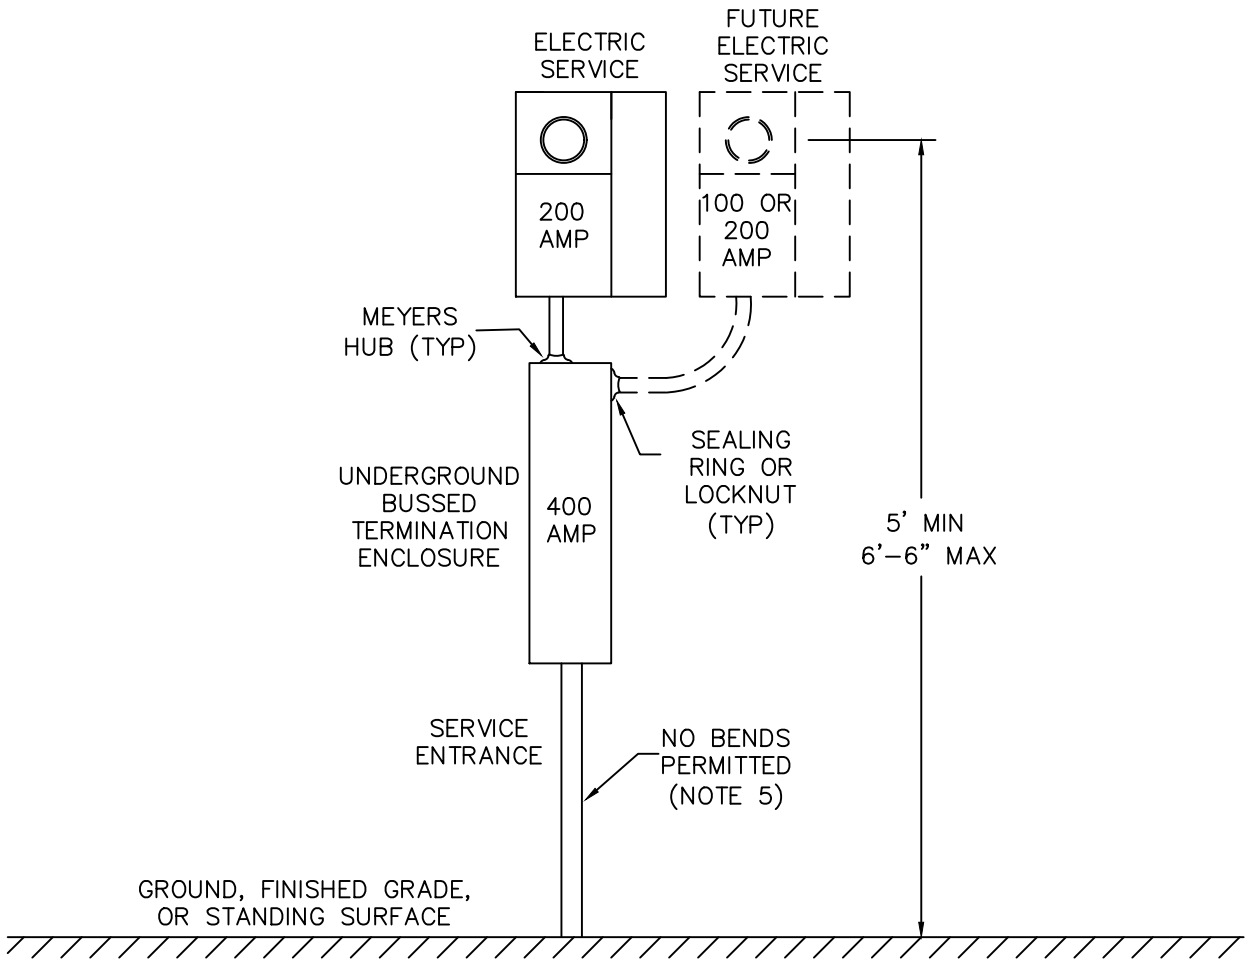 ELECTRIC
SERVICE
FUTURE
ELECTRIC
SERVICE
200
AMP
100 OR
200
AMP
MEYERS
HUB (TYP)
SEALING
RING OR
LOCKNUT
(TYP)
UNDERGROUND
BUSSED
TERMINATION
ENCLOSURE
400
AMP
5' MIN
6'-6" MAX
SERVICE
ENTRANCE
NO BENDS
PERMITTED
(NOTE 5)
GROUND, FINISHED GRADE,
OR STANDING SURFACE